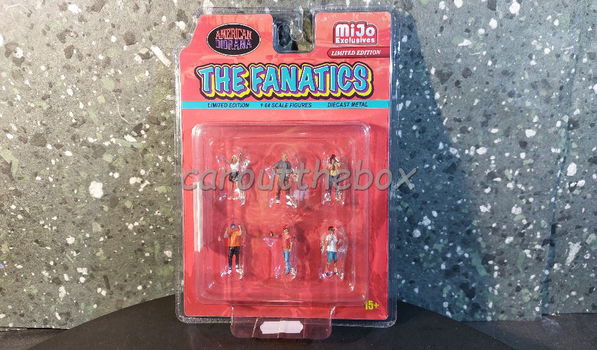 AMERICAN
DIORAMA
MiJo
Exclusives
LIMITED EDITION
THE FANATICS
LIMITED EDITION 1:64 SCALE FIGURES DIECAST METAL
caroutthebox
15+